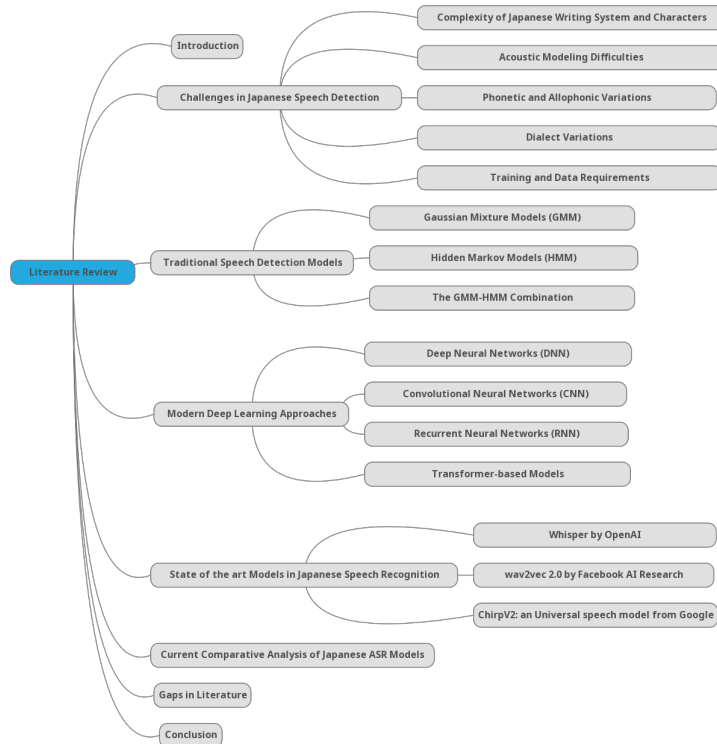 Literature Review
Introduction
Challenges in Japanese Speech Detection
Complexity of Japanese Writing System and Characters
Acoustic Modeling Difficulties
Phonetic and Allophonic Variations
Dialect Variations
Training and Data Requirements
Traditional Speech Detection Models
Gaussian Mixture Models (GMM)
Hidden Markov Models (HMM)
The GMM-HMM Combination
Modern Deep Learning Approaches
Deep Neural Networks (DNN)
Convolutional Neural Networks (CNN)
Recurrent Neural Networks (RNN)
Transformer-based Models
State of the art Models in Japanese Speech Recognition
Whisper by OpenAI
wav2vec 2.0 by Facebook AI Research
ChirpV2: an Universal speech model from Google
Current Comparative Analysis of Japanese ASR Models
Gaps in Literature
Conclusion